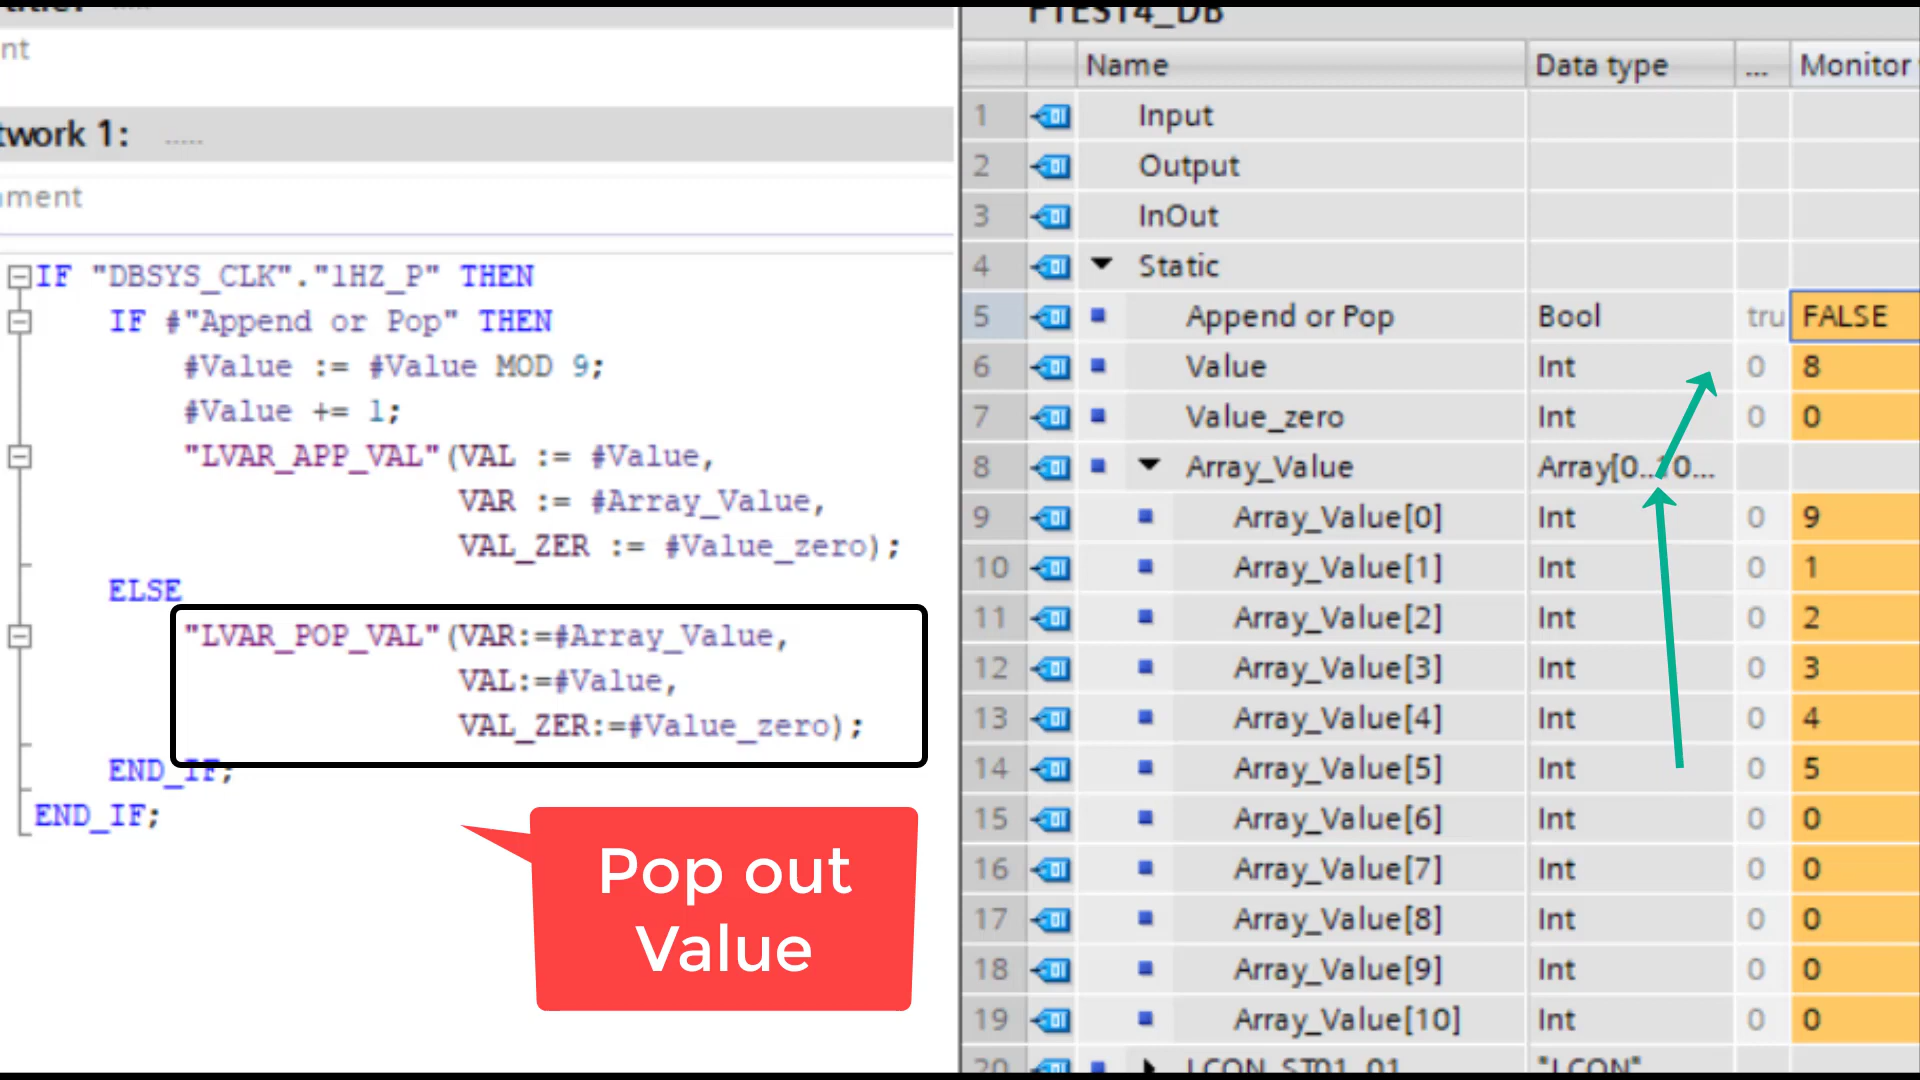 nt
twork 1: .....
ment
IF "DBSYS_CLK"."1HZ_P" THEN
IF #"Append or Pop" THEN
#Value := #Value MOD 9;
#Value += 1;
"LVAR_APP_VAL"(VAL := #Value,
VAR := #Array_Value,
VAL_ZER := #Value_zero);
ELSE
"LVAR_POP_VAL"(VAR:=#Array_Value,
VAL:=#Value,
VAL_ZER:=#Value_zero);
END_IF;
END_IF;
Pop out
Value
FTEST4_DB
Name Data type ... Monitor
1 Input
2 Output
3 InOut
4 Static
5 Append or Pop Bool tru FALSE
6 Value Int 0 8
7 Value_zero Int 0 0
8 Array_Value Array[0..10...
9 Array_Value[0] Int 0 9
10 Array_Value[1] Int 0 1
11 Array_Value[2] Int 0 2
12 Array_Value[3] Int 0 3
13 Array_Value[4] Int 0 4
14 Array_Value[5] Int 0 5
15 Array_Value[6] Int 0 0
16 Array_Value[7] Int 0 0
17 Array_Value[8] Int 0 0
18 Array_Value[9] Int 0 0
19 Array_Value[10] Int 0 0
20 LCON_ST01_01 "LCON"